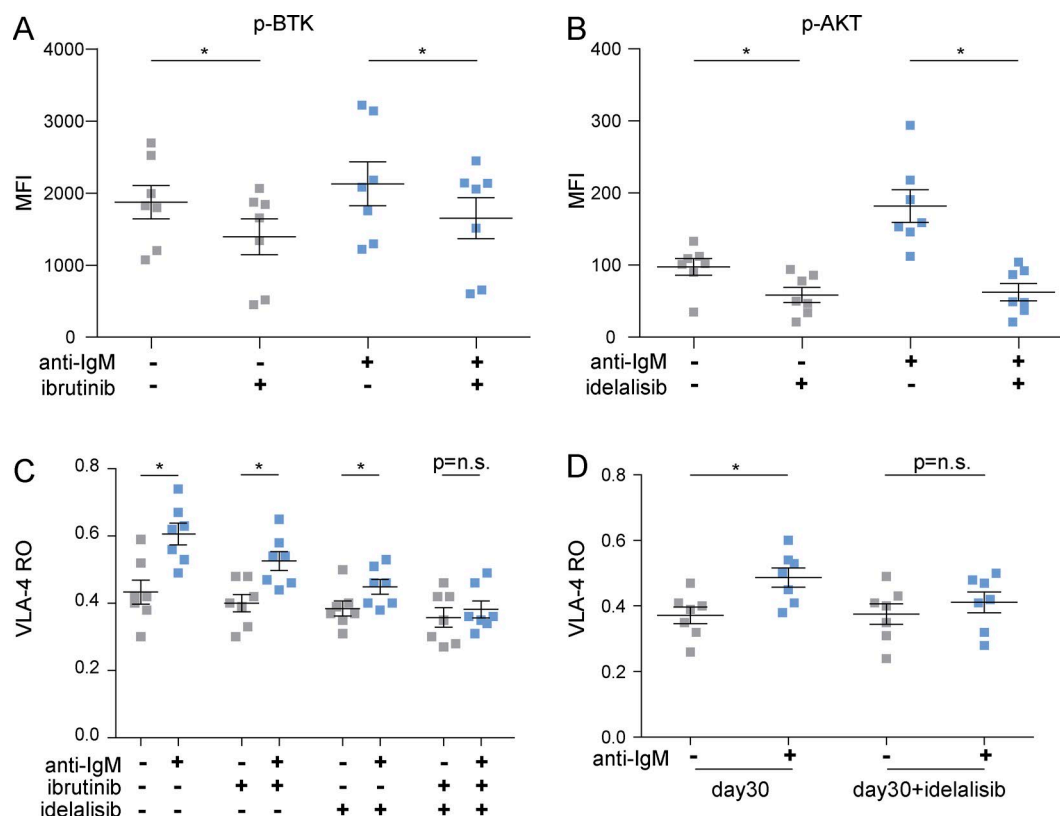 A
p-BTK
4000
3000
2000
1000
0
MFI
*
*
anti-IgM - - + +
ibrutinib - + - +
B
p-AKT
400
300
200
100
0
MFI
*
*
anti-IgM - - + +
idelalisib - + - +
C
0.8
0.6
0.4
0.2
0.0
VLA-4 RO
*
*
*
p=n.s.
anti-IgM - + - + - + - +
ibrutinib - - + + - - + +
idelalisib - - - - + + + +
D
0.8
0.6
0.4
0.2
0.0
VLA-4 RO
*
p=n.s.
anti-IgM - + - +
day30 day30+idelalisib